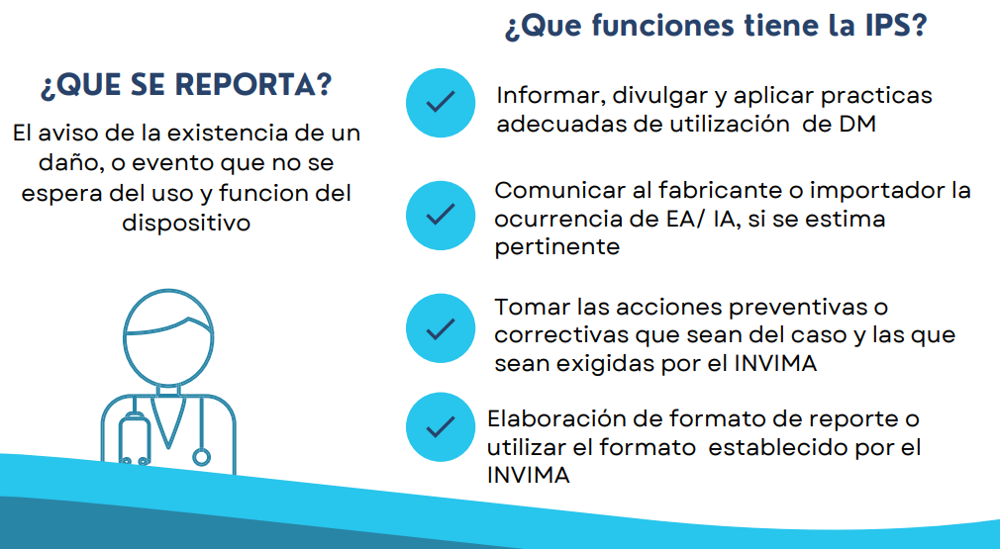 ¿QUE SE REPORTA?
El aviso de la existencia de un
daño, o evento que no se
espera del uso y funcion del
dispositivo
¿Que funciones tiene la IPS?
Informar, divulgar y aplicar practicas
adecuadas de utilización de DM
Comunicar al fabricante o importador la
ocurrencia de EA/ IA, si se estima
pertinente
Tomar las acciones preventivas o
correctivas que sean del caso y las que
sean exigidas por el INVIMA
Elaboración de formato de reporte o
utilizar el formato establecido por el
INVIMA